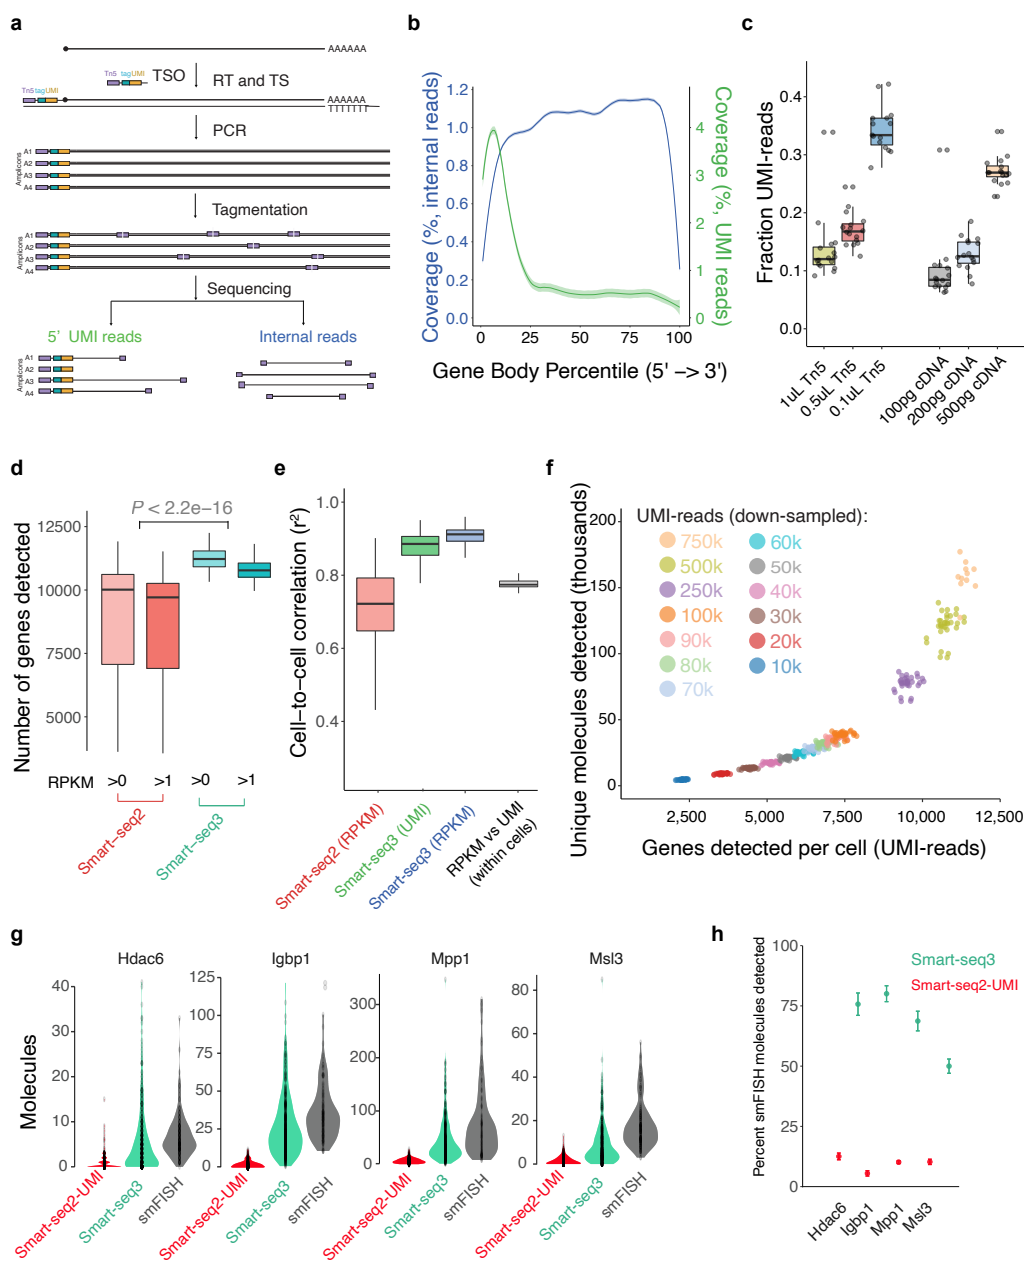 a
AAAAAA
Tn5 tagUMI
TSO
RT and TS
Tn5 tagUMI
AAAAAA
TTTTTT
PCR
Amplicons
A1
A2
A3
A4
Tagmentation
Amplicons
A1
A2
A3
A4
Sequencing
5' UMI reads
Internal reads
Amplicons
A1
A2
A3
A4
b
Coverage (%, internal reads)
1.2
1.0
0.8
0.6
0.4
0.2
0.0
Coverage (%, UMI reads)
4
3
2
1
0
0 25 50 75 100
Gene Body Percentile (5' –> 3')
c
Fraction UMI-reads
0.4
0.3
0.2
0.1
0.0
1uL Tn5
0.5uL Tn5
0.1uL Tn5
100pg cDNA
200pg cDNA
500pg cDNA
d
P < 2.2e−16
Number of genes detected
12500
10000
7500
5000
RPKM >0 >1 >0 >1
Smart−seq2
Smart−seq3
e
Cell−to−cell correlation (r²)
1.0
0.8
0.6
0.4
Smart-seq2 (RPKM)
Smart-seq3 (UMI)
Smart-seq3 (RPKM)
RPKM vs UMI
(within cells)
f
Unique molecules detected (thousands)
200
150
100
50
0
UMI-reads (down-sampled):
750k
500k
250k
100k
90k
80k
70k
60k
50k
40k
30k
20k
10k
2,500 5,000 7,500 10,000 12,500
Genes detected per cell (UMI-reads)
g
Molecules
Hdac6
40
30
20
10
0
Smart-seq2-UMI
Smart-seq3
smFISH
Igbp1
125
100
75
50
25
0
Smart-seq2-UMI
Smart-seq3
smFISH
Mpp1
300
200
100
0
Smart-seq2-UMI
Smart-seq3
smFISH
Msl3
80
60
40
20
0
Smart-seq2-UMI
Smart-seq3
smFISH
h
Percent smFISH molecules detected
100
75
50
25
0
Smart-seq3
Smart-seq2-UMI
Hdac6
Igbp1
Mpp1
Msl3